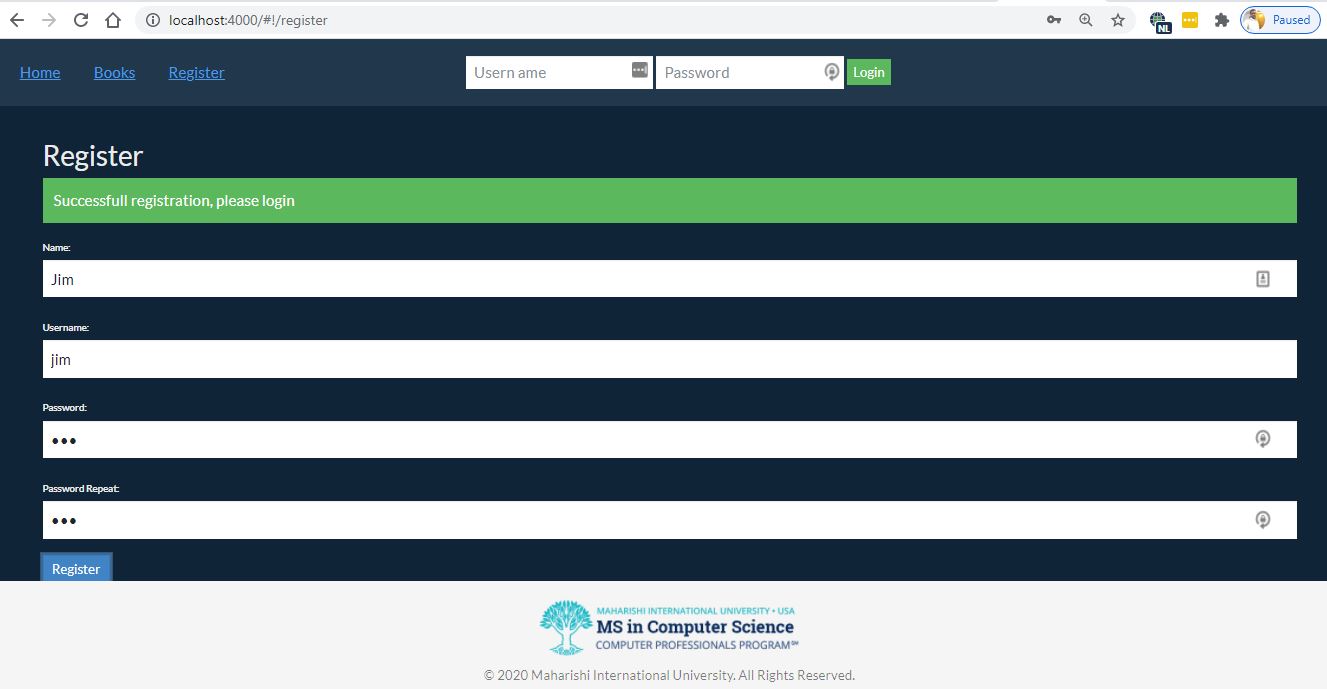 localhost:4000/#!/register
NL
Paused
Home Books Register Usern ame Password Login
Register
Successfull registration, please login
Name:
Jim
Username:
jim
Password:
•••
Password Repeat:
•••
Register
MAHARISHI INTERNATIONAL UNIVERSITY • USA
MS in Computer Science
COMPUTER PROFESSIONALS PROGRAM℠
© 2020 Maharishi International University. All Rights Reserved.